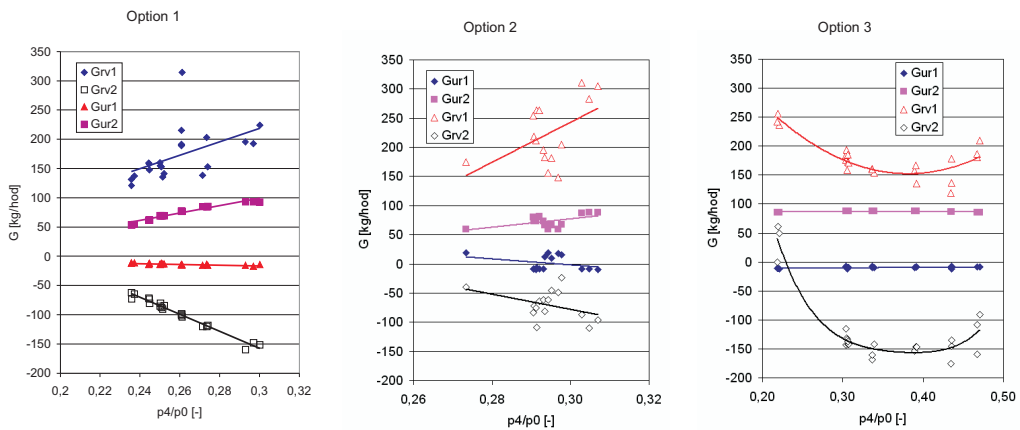 Option 1
Option 2
Option 3
350
300
250
200
150
100
50
0
-50
-100
-150
-200
G [kg/hod]
Grv1
Grv2
Gur1
Gur2
0,2
0,22
0,24
0,26
0,28
0,3
0,32
p4/p0 [-]
350
300
250
200
150
100
50
0
-50
-100
-150
-200
G [kg/hod]
Gur1
Gur2
Grv1
Grv2
0,26
0,28
0,30
0,32
p4/p0 [-]
350
300
250
200
150
100
50
0
-50
-100
-150
-200
G [kg/hod]
Gur1
Gur2
Grv1
Grv2
0,20
0,30
0,40
0,50
p4/p0 [-]